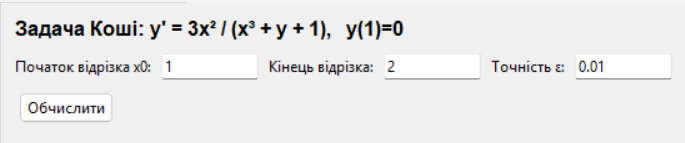 Задача Коші: y' = 3x² / (x³ + y + 1), y(1)=0
Початок відрізка x0: 1 Кінець відрізка: 2 Точність ε: 0.01
Обчислити